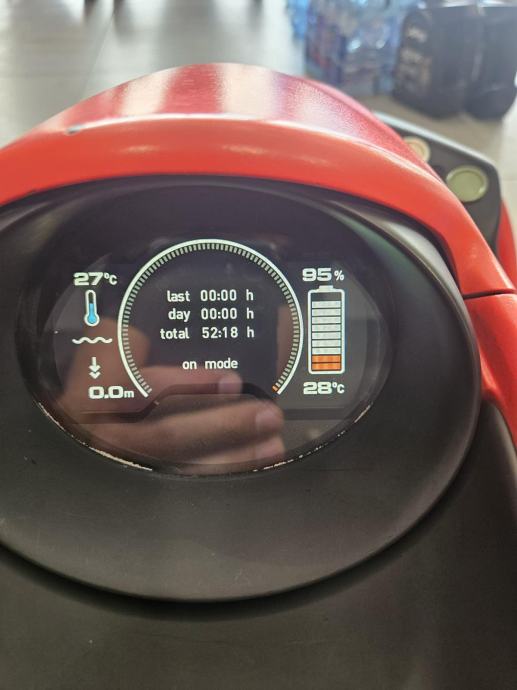 27°C
0.0m
last 00:00 h
day 00:00 h
total 52:18 h
on mode
95%
28°C